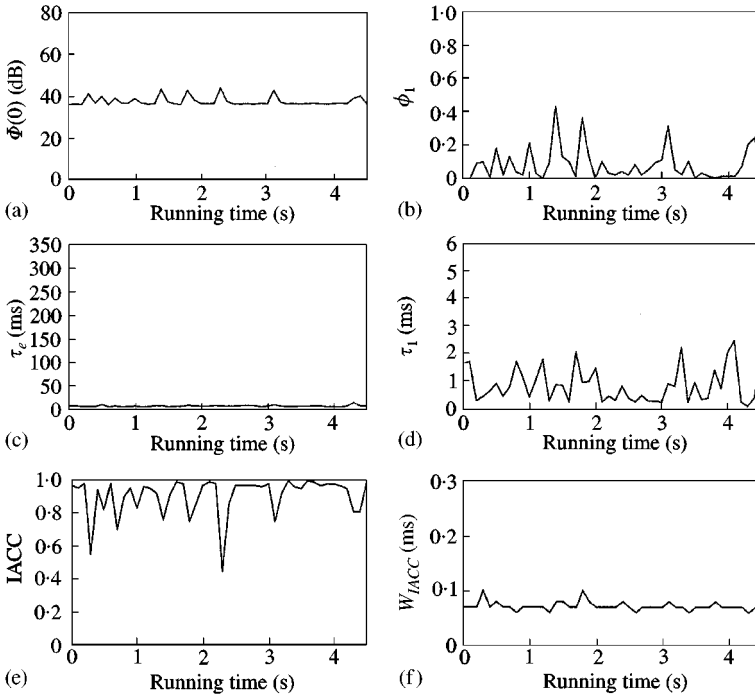 80
60
40
20
0
Φ(0) (dB)
0 1 2 3 4
(a) Running time (s)
1·0
0·8
0·6
0·4
0·2
0
ϕ1
0 1 2 3 4
(b) Running time (s)
350
300
250
200
150
100
50
0
τe (ms)
0 1 2 3 4
(c) Running time (s)
6
5
4
3
2
1
0
τ1 (ms)
0 1 2 3 4
(d) Running time (s)
1·0
0·8
0·6
0·4
0·2
0
IACC
0 1 2 3 4
(e) Running time (s)
0·3
0·2
0·1
0
WIACC (ms)
0 1 2 3 4
(f) Running time (s)